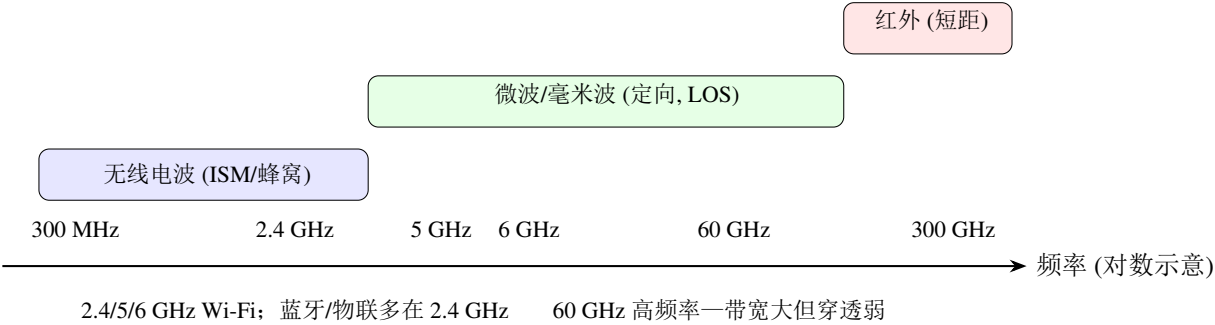 红外 (短距)
微波/毫米波 (定向, LOS)
无线电波 (ISM/蜂窝)
300 MHz 2.4 GHz 5 GHz 6 GHz 60 GHz 300 GHz
频率 (对数示意)
2.4/5/6 GHz Wi-Fi；蓝牙/物联多在 2.4 GHz 60 GHz 高频率—带宽大但穿透弱